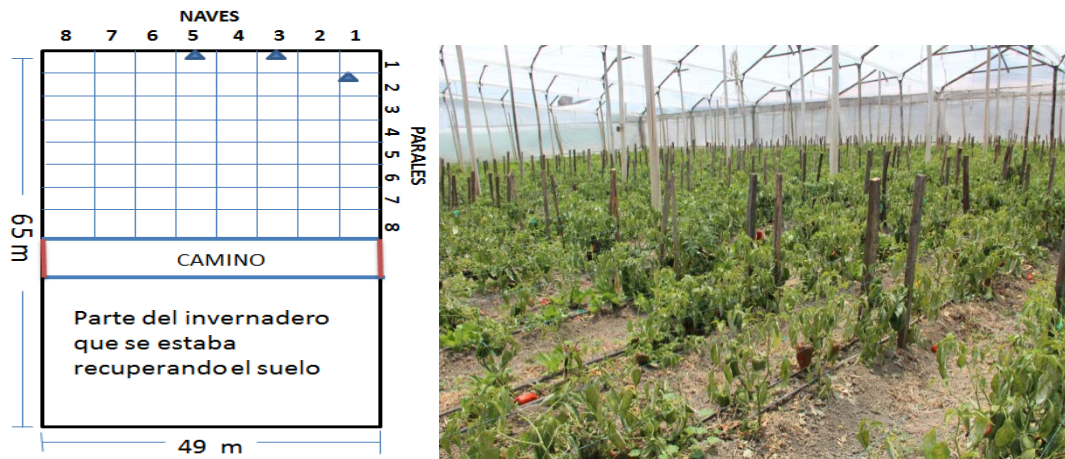 NAVES
8 7 6 5 4 3 2 1
1
2
3
4
5
6
7
8
PARALES
65 m
CAMINO
Parte del invernadero
que se estaba
recuperando el suelo
49 m